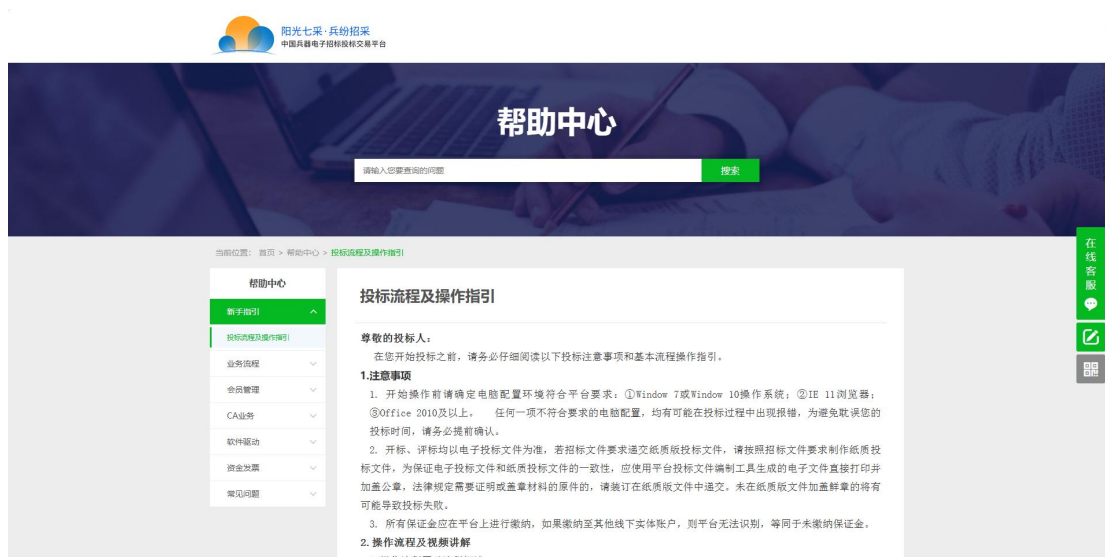 阳光七采·兵纷招采
中国兵器电子招标投标交易平台
帮助中心
请输入您要查询的问题
搜索
当前位置: 首页 > 帮助中心 > 投标流程及操作指引
在线客服
帮助中心
新手指引
投标流程及操作指引
业务流程
会员管理
CA业务
软件驱动
资金发票
常见问题
投标流程及操作指引
尊敬的投标人:
在您开始投标之前, 请务必仔细阅读以下投标注意事项和基本流程操作指引。
1.注意事项
1. 开始操作前请确定电脑配置环境符合平台要求: ①Window 7或Window 10操作系统; ②IE 11浏览器;
③Office 2010及以上。 任何一项不符合要求的电脑配置, 均有可能在投标过程中出现报错, 为避免耽误您的
投标时间, 请务必提前确认。
2. 开标、评标均以电子投标文件为准, 若招标文件要求递交纸质版投标文件, 请按照招标文件要求制作纸质投
标文件, 为保证电子投标文件和纸质投标文件的一致性, 应使用平台投标文件编制工具生成的电子文件直接打印并
加盖公章, 法律规定需要证明或盖章材料的原件的, 请装订在纸质版文件中递交。未在纸质版文件加盖鲜章的将有
可能导致投标失败。
3. 所有保证金应在平台上进行缴纳, 如果缴纳至其他线下实体账户, 则平台无法识别, 等同于未缴纳保证金。
2. 操作流程及视频讲解